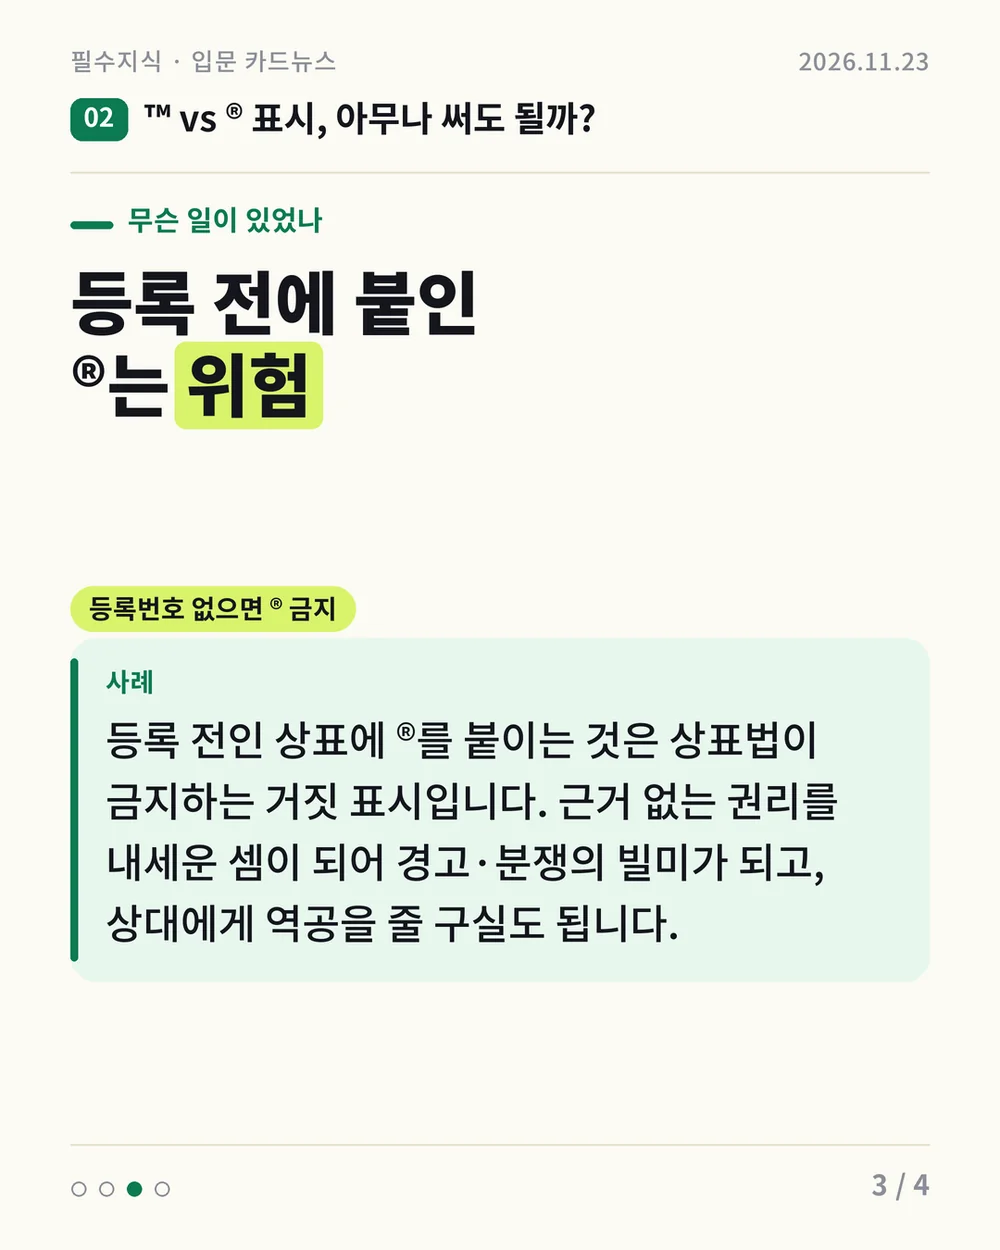 필수지식 · 입문 카드뉴스
2026.11.23
02 ™ vs ® 표시, 아무나 써도 될까?
무슨 일이 있었나
등록 전에 붙인
®는 위험
등록번호 없으면 ® 금지
사례
등록 전인 상표에 ®를 붙이는 것은 상표법이
금지하는 거짓 표시입니다. 근거 없는 권리를
내세운 셈이 되어 경고·분쟁의 빌미가 되고,
상대에게 역공을 줄 구실도 됩니다.
3 / 4